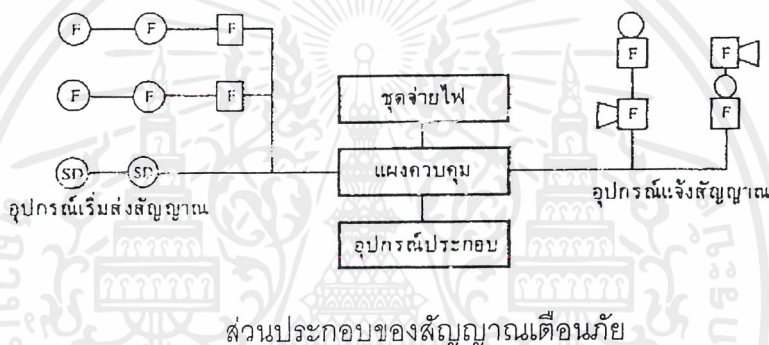 F F F
F F F
SD SD
อุปกรณ์เริ่มส่งสัญญาณ
ชุดจ่ายไฟ
แผงควบคุม
อุปกรณ์ประกอบ
F F
F F
อุปกรณ์แจ้งสัญญาณ
ส่วนประกอบของสัญญาณเตือนภัย